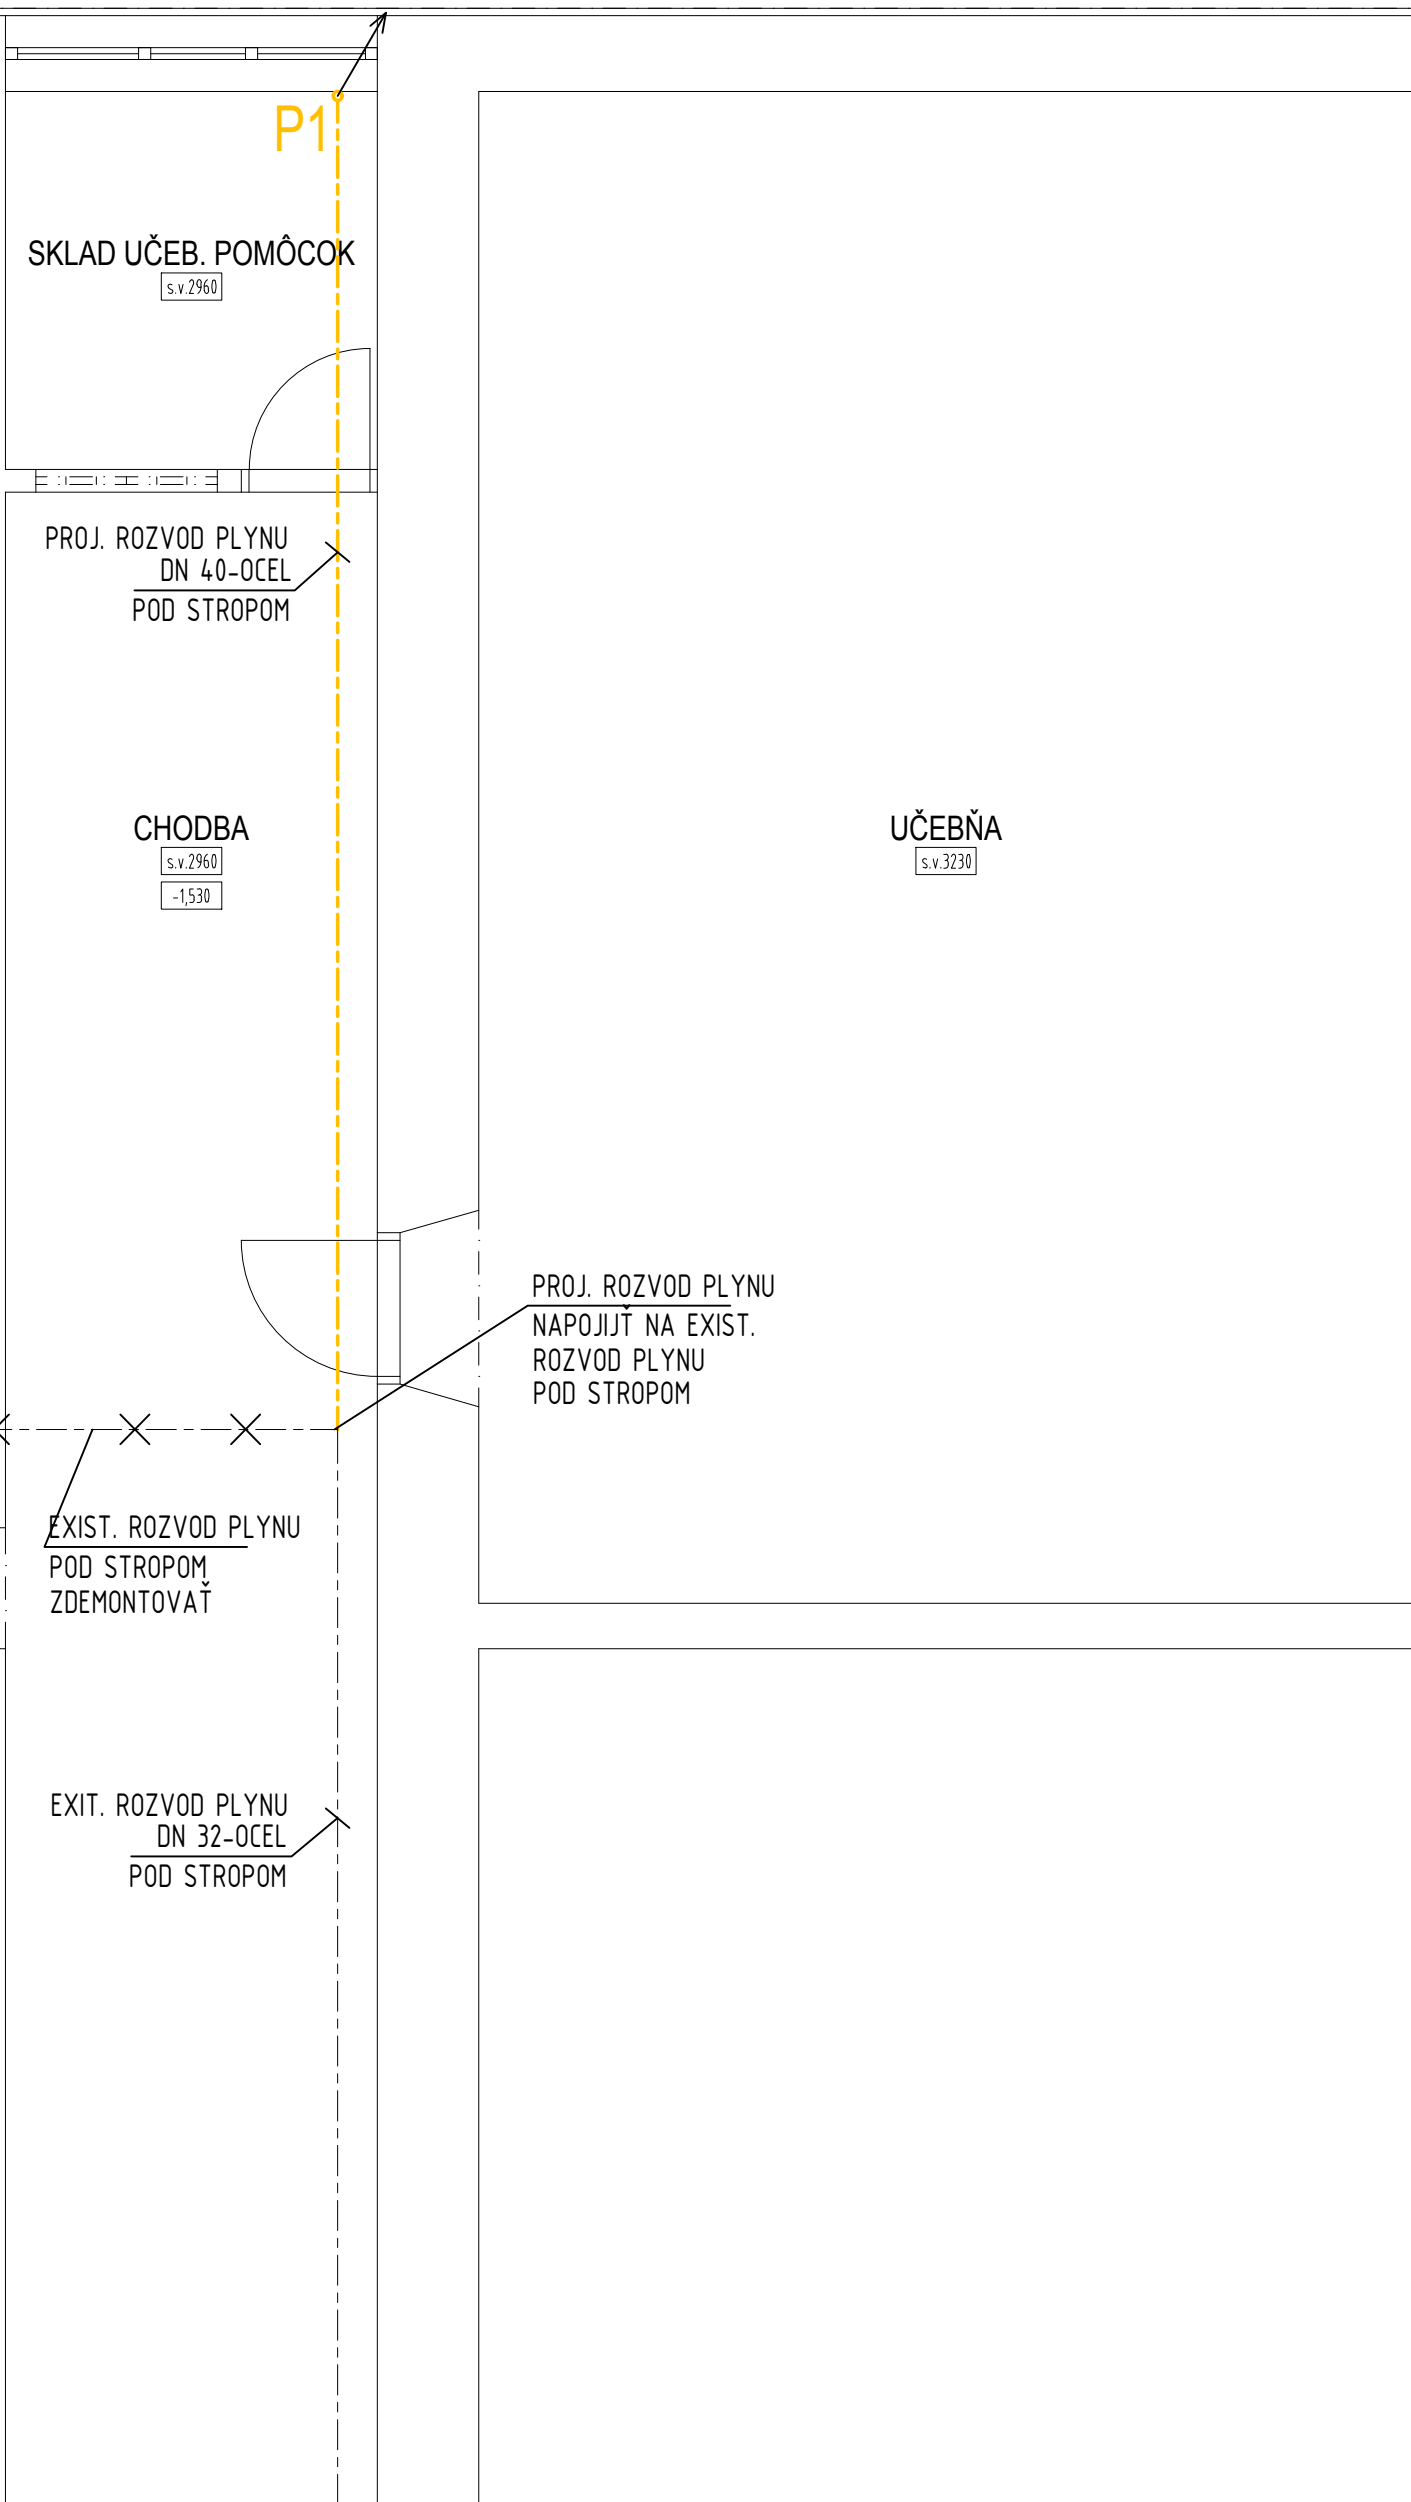 P1
SKLAD UČEB. POMÔCOK
s.v.2960
PROJ. ROZVOD PLYNU
DN 40-OCEL
POD STROPOM
CHODBA
s.v.2960
-1,530
UČEBŇA
s.v.3230
PROJ. ROZVOD PLYNU
NAPOJIJŤ NA EXIST.
ROZVOD PLYNU
POD STROPOM
EXIST. ROZVOD PLYNU
POD STROPOM
ZDEMONTOVAŤ
EXIT. ROZVOD PLYNU
DN 32-OCEL
POD STROPOM